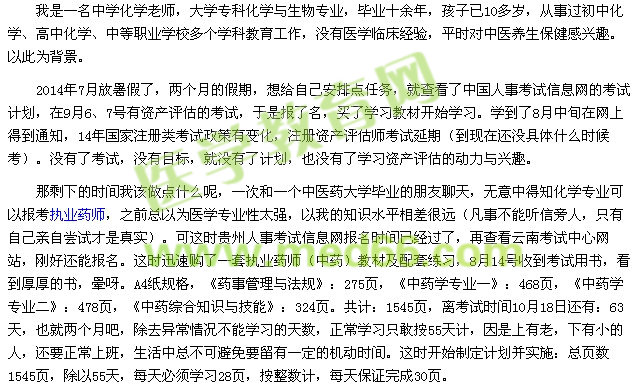 我是一名中学化学老师，大学专科化学与生物专业，毕业十余年，孩子已10多岁，从事过初中化
学、高中化学、中等职业学校多个学科教育工作，没有医学临床经验，平时对中医养生保健感兴趣。
以此为背景。
2014年7月放暑假了，两个月的假期，想给自己安排点任务，就查看了中国人事考试信息网的考试
计划，在9月6、7号有资产评估的考试，于是报了名，买了学习教材开始学习。学到了8月中旬在网上
得到通知，14年国家注册类考试政策有变化，注册资产评估师考试延期（到现在还没具体什么时候
考）。没有了考试，没有目标，就没有了计划，也没有了学习资产评估的动力与兴趣。
那剩下的时间我该做点什么呢，一次和一个中医药大学毕业的朋友聊天，无意中得知化学专业可
以报考执业药师，之前总以为医学专业性太强，以我的知识水平相差很远（凡事不能听信旁人，只有
自己亲自尝试才是真实）。可这时贵州人事考试信息网报名时间已经过了，再查看云南考试中心网
站，刚好还能报名。这时迅速购了一套执业药师（中药）教材及配套练习，8月14号收到考试用书，看
到厚厚的书，晕呀。A4纸规格，《药事管理与法规》：275页，《中药学专业一》：468页，《中药学
专业二》：478页，《中药综合知识与技能》：324页。共计：1545页，离考试时间10月18日还有：63
天，也就两个月吧，除去异常情况不能学习的天数，正常学习只敢按55天计，因是上有老，下有小的
人，还要正常上班，生活中总不可避免要留有一定的机动时间。这时开始制定计划并实施：总页数
1545页，除以55天，每天必须学习28页，按整数计，每天保证完成30页。
医学教育网
www.med66.com